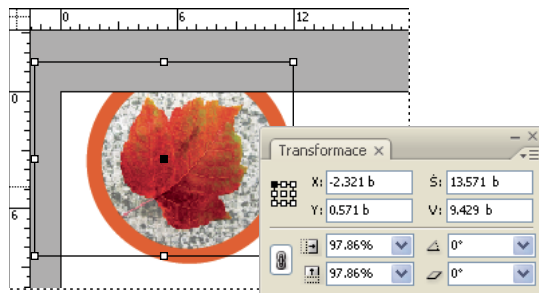 0 6 12
0
6
Transformace ×
X: -2.321 b Š: 13.571 b
Y: 0.571 b V: 9.429 b
97.86% 0°
97.86% 0°